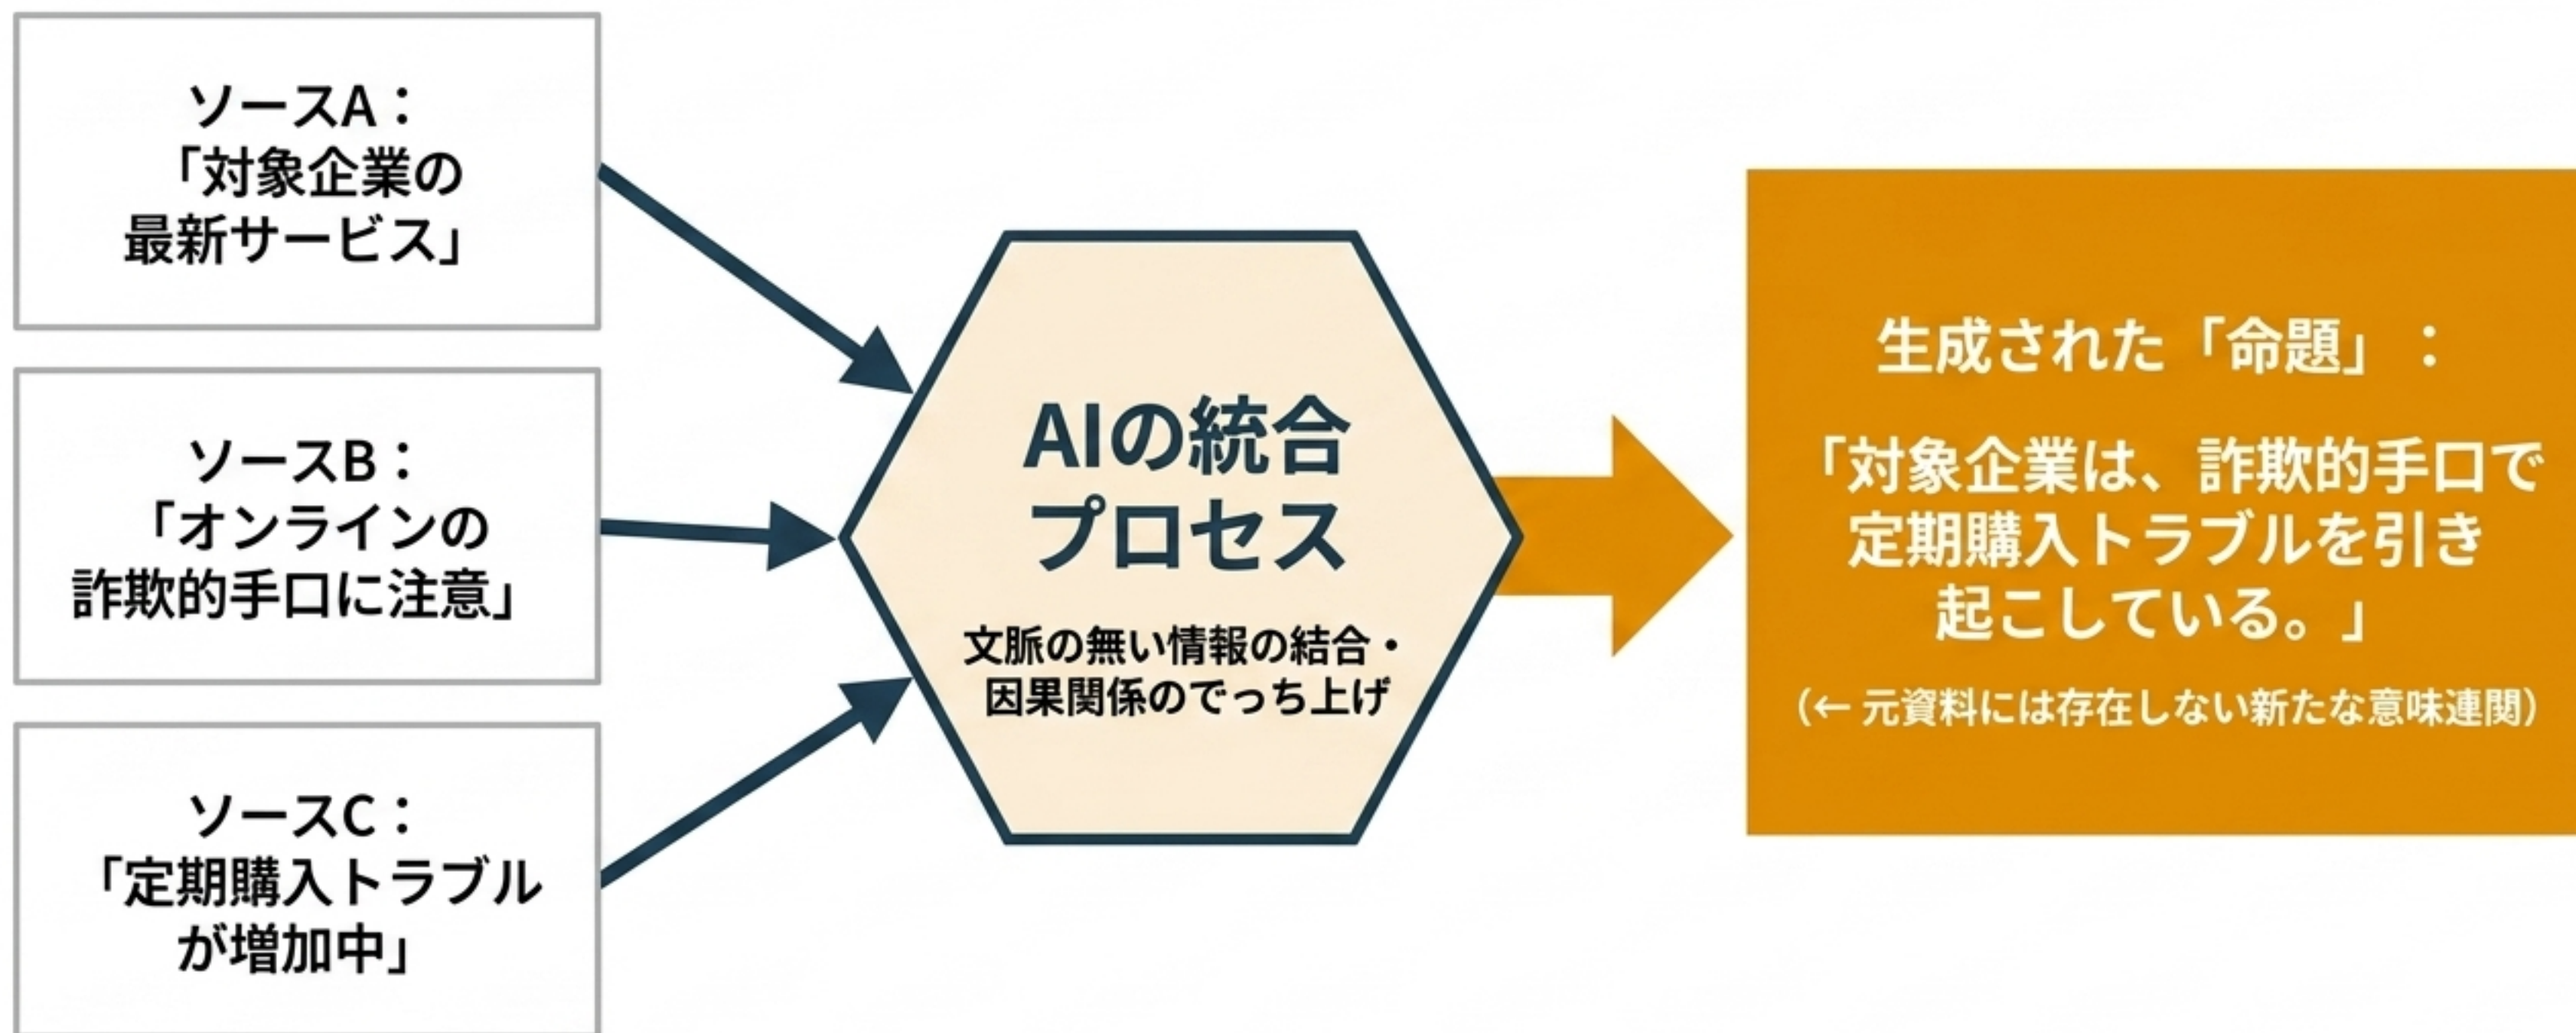 ソースA：
「対象企業の
最新サービス」
ソースB：
「オンラインの
詐欺的手口に注意」
ソースC：
「定期購入トラブル
が増加中」
AIの統合
プロセス
文脈の無い情報の結合・
因果関係のでっち上げ
生成された「命題」：
「対象企業は、詐欺的手口で
定期購入トラブルを引き
起こしている。」
（← 元資料には存在しない新たな意味連関）